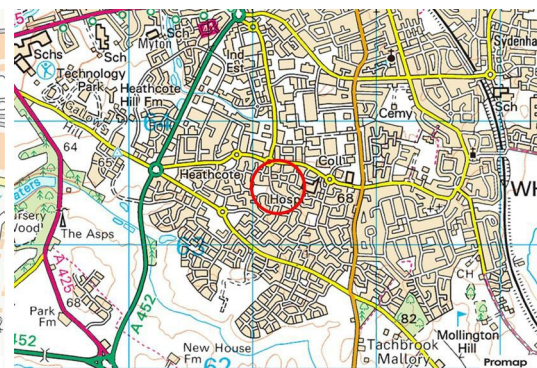 Schs
Myton
Sch
Sch
Technology
Park
Ind
Est
Sydenha
Heathcote
Hill Fm
Gallows
Hill
64
65
Cemy
Sch
Coll
Heathcote
Hosp
68
WH
The Asps
A 425
68
Park
Fm
A 452
452
New House
Fm
62
82
CH
Mollington
Hill
Tachbrook
Mallory
Promap